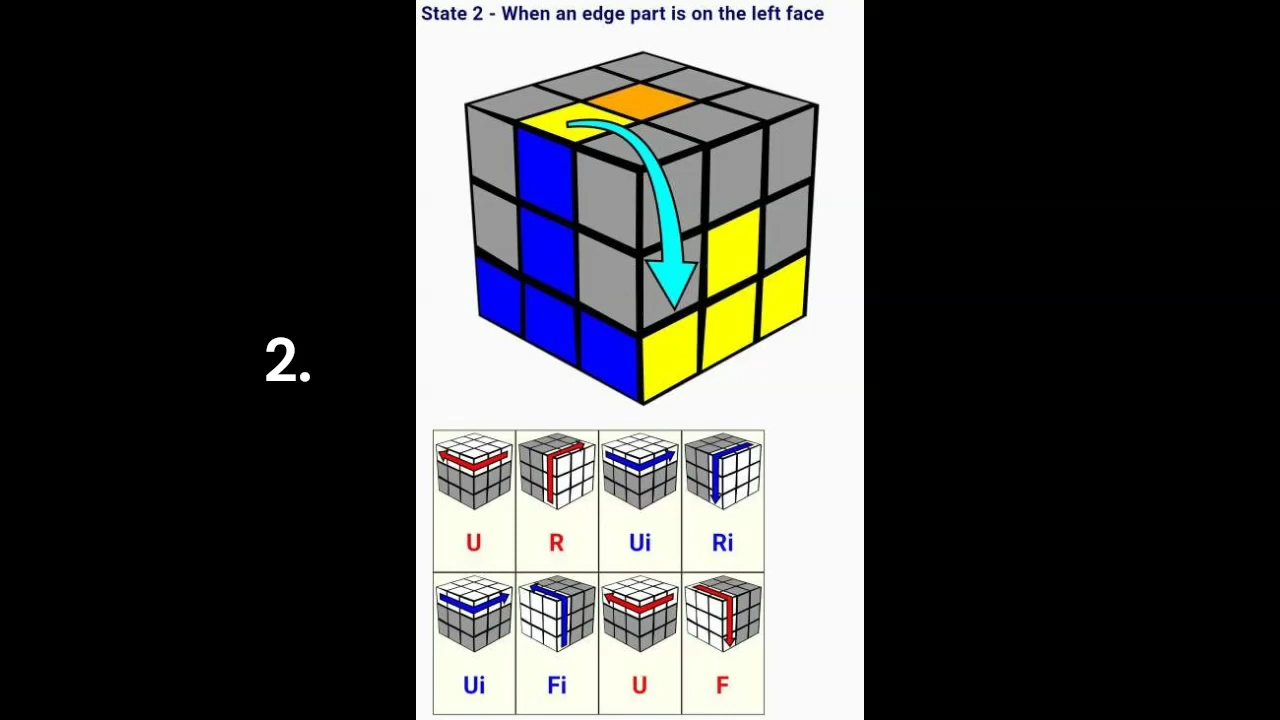 State 2 - When an edge part is on the left face
2.
U R Ui Ri
Ui Fi U F